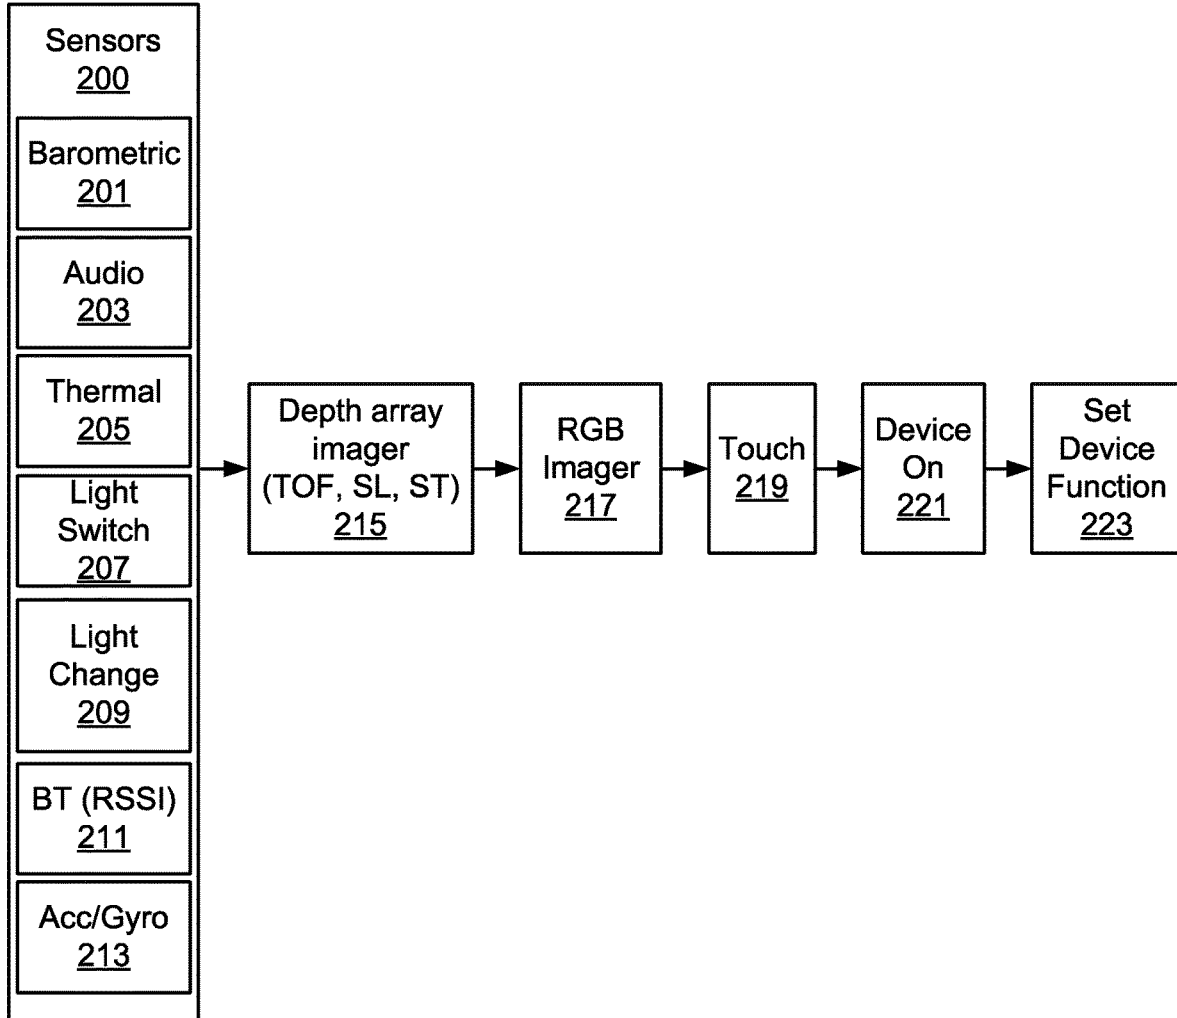 Sensors
200
Barometric
201
Audio
203
Thermal
205
Light
Switch
207
Light
Change
209
BT (RSSI)
211
Acc/Gyro
213
Depth array
imager
(TOF, SL, ST)
215
RGB
Imager
217
Touch
219
Device
On
221
Set
Device
Function
223